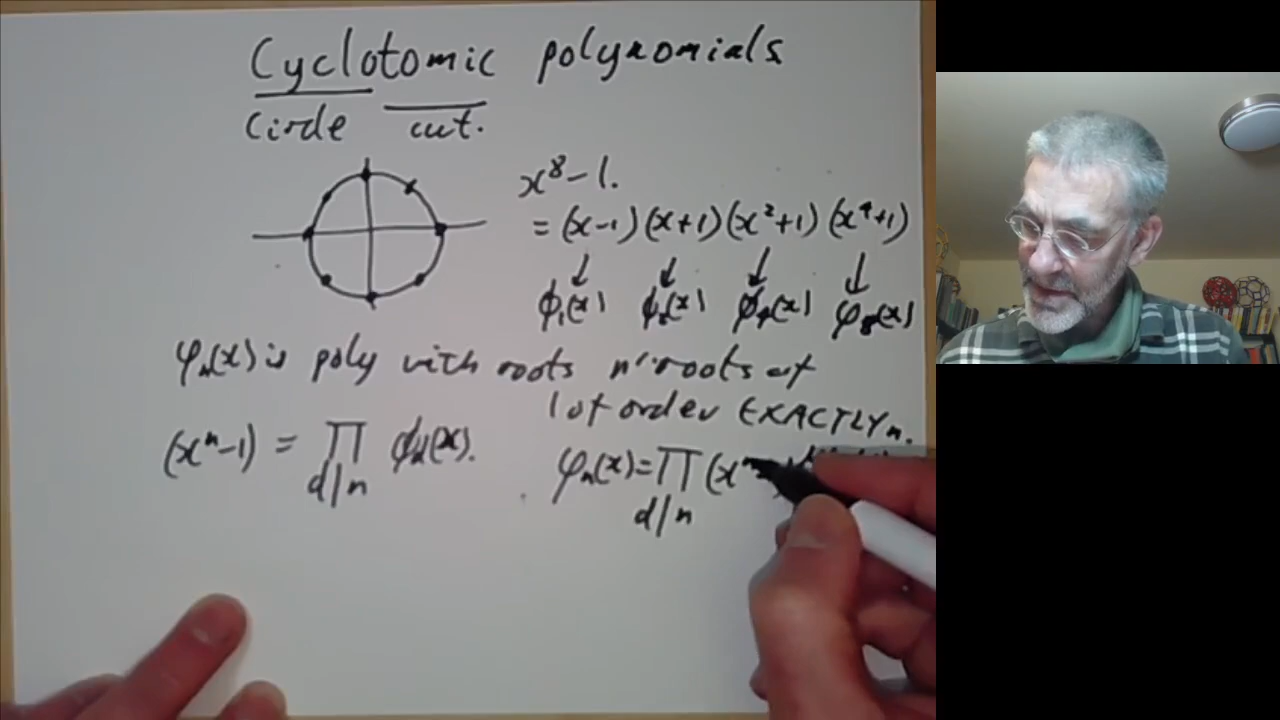 Cyclotomic polynomials
Circle cut.
x⁸-1.
= (x-1)(x+1)(x²+1)(x⁴+1)
ϕ₁(x) ϕ₂(x) ϕ₄(x) φ₈(x)
φₙ(x) is poly with roots n roots of
1 of order EXACTLY n.
(xⁿ-1) = ∏ ϕ_d(x).
d|n
φₙ(x) = ∏ (x
d|n